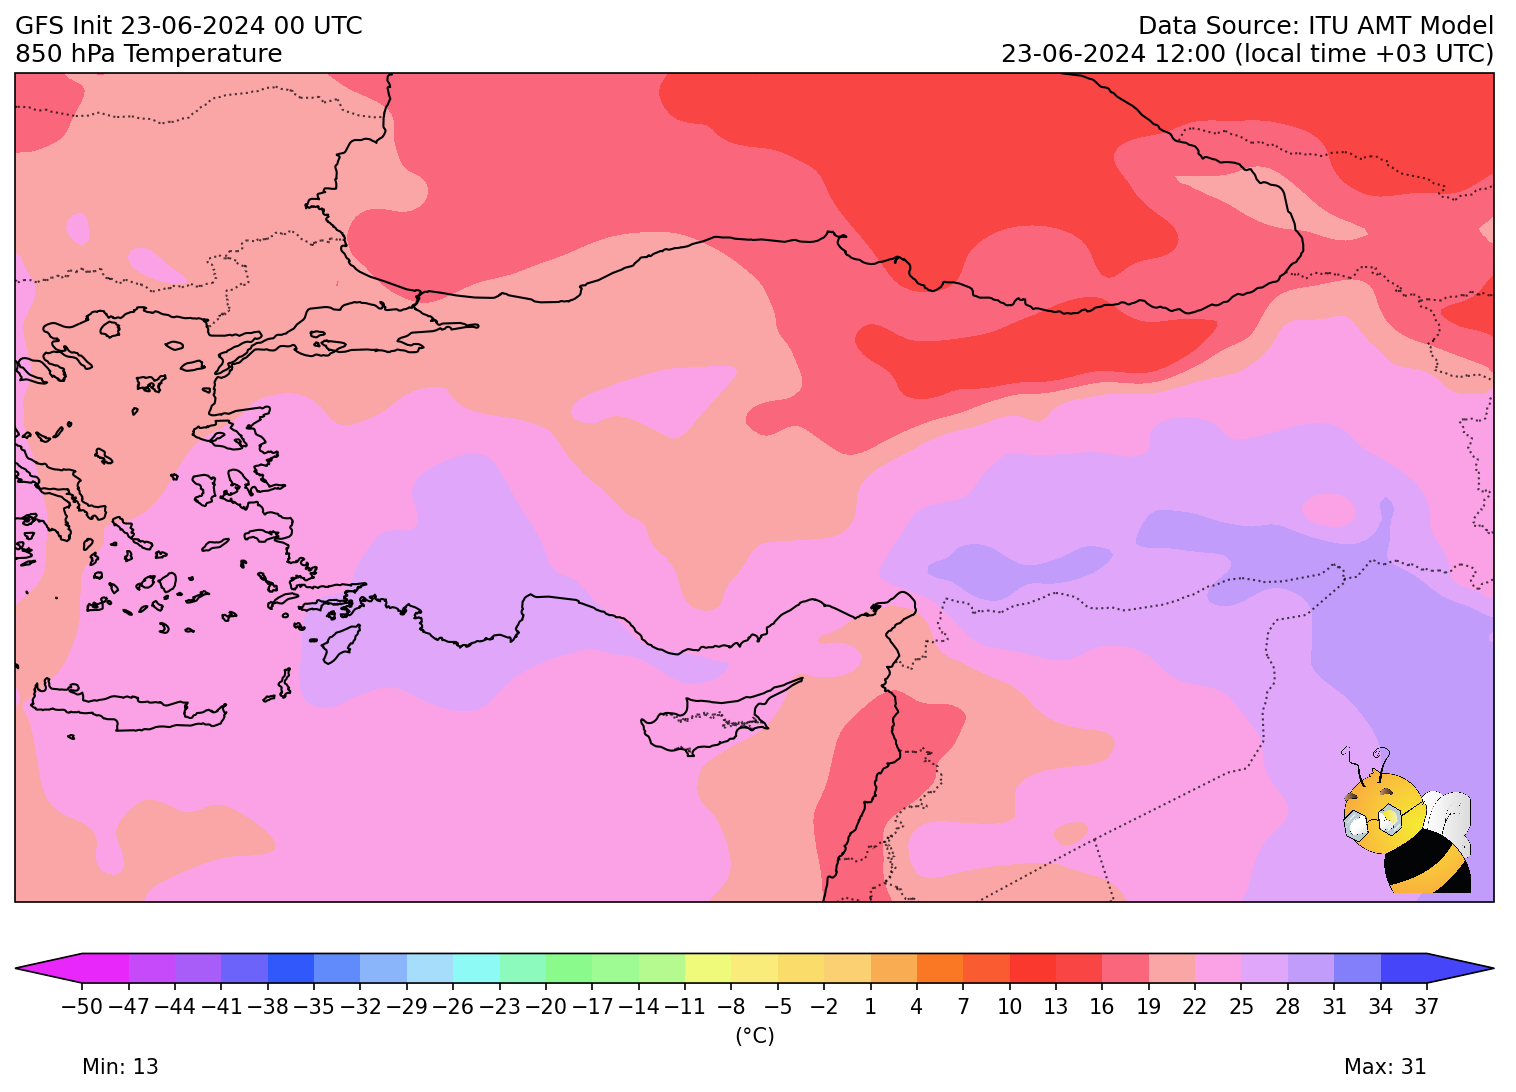 GFS Init 23-06-2024 00 UTC
Data Source: ITU AMT Model
850 hPa Temperature
23-06-2024 12:00 (local time +03 UTC)
−50 −47 −44 −41 −38 −35 −32 −29 −26 −23 −20 −17 −14 −11 −8 −5 −2 1 4 7 10 13 16 19 22 25 28 31 34 37
(°C)
Min: 13
Max: 31